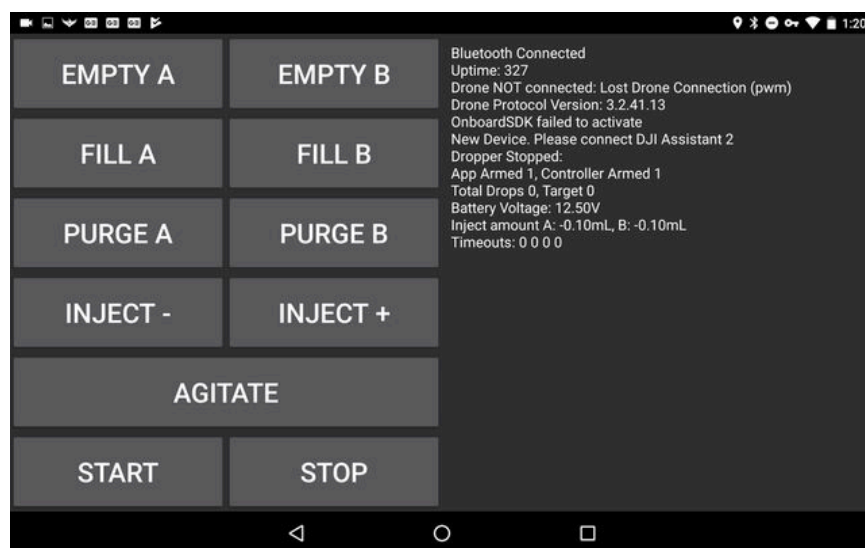 1:20
EMPTY A
EMPTY B
FILL A
FILL B
PURGE A
PURGE B
INJECT -
INJECT +
AGITATE
START
STOP
Bluetooth Connected
Uptime: 327
Drone NOT connected: Lost Drone Connection (pwm)
Drone Protocol Version: 3.2.41.13
OnboardSDK failed to activate
New Device. Please connect DJI Assistant 2
Dropper Stopped:
App Armed 1, Controller Armed 1
Total Drops 0, Target 0
Battery Voltage: 12.50V
Inject amount A: -0.10mL, B: -0.10mL
Timeouts: 0 0 0 0